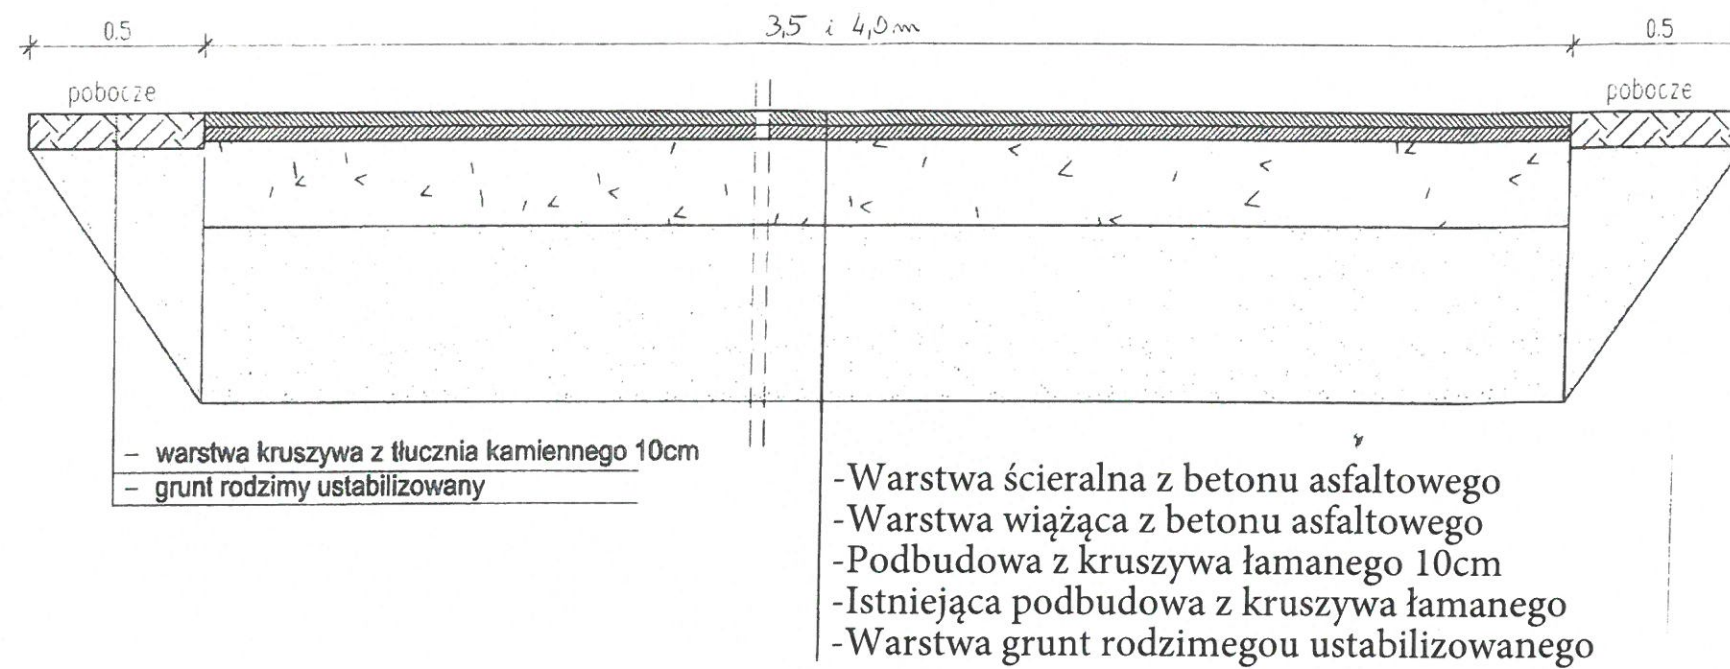 0.5
3,5 i 4,0 m
0.5
pobocze
pobocze
– warstwa kruszywa z tłucznia kamiennego 10cm
– grunt rodzimy ustabilizowany
-Warstwa ścieralna z betonu asfaltowego
-Warstwa wiążąca z betonu asfaltowego
-Podbudowa z kruszywa łamanego 10cm
-Istniejąca podbudowa z kruszywa łamanego
-Warstwa grunt rodzimegou ustabilizowanego